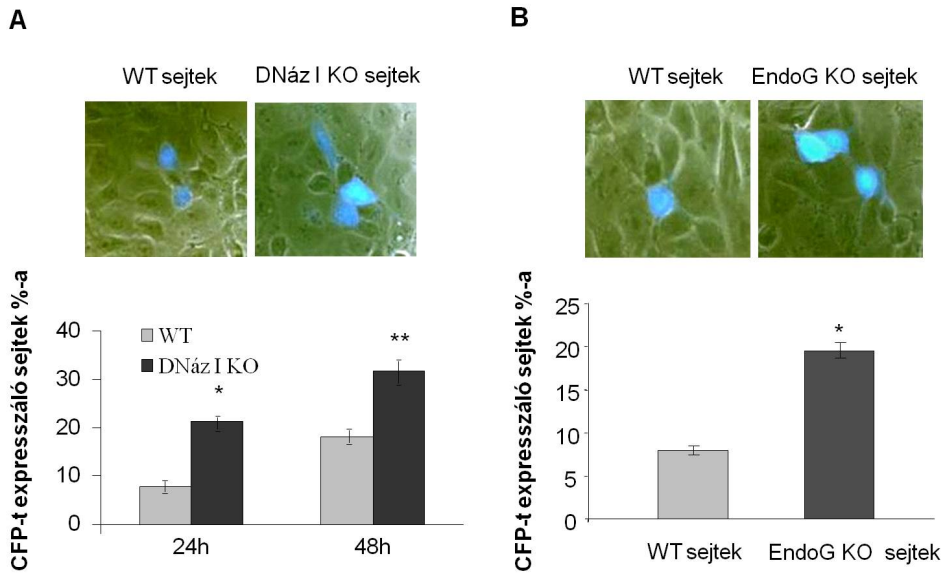 A
WT sejtek
DNáz I KO sejtek
CFP-t expresszáló sejtek %-a
40
30
20
10
0
WT
DNáz I KO
*
**
24h
48h
B
WT sejtek
EndoG KO sejtek
CFP-t expresszáló sejtek %-a
25
20
15
10
5
0
*
WT sejtek
EndoG KO sejtek